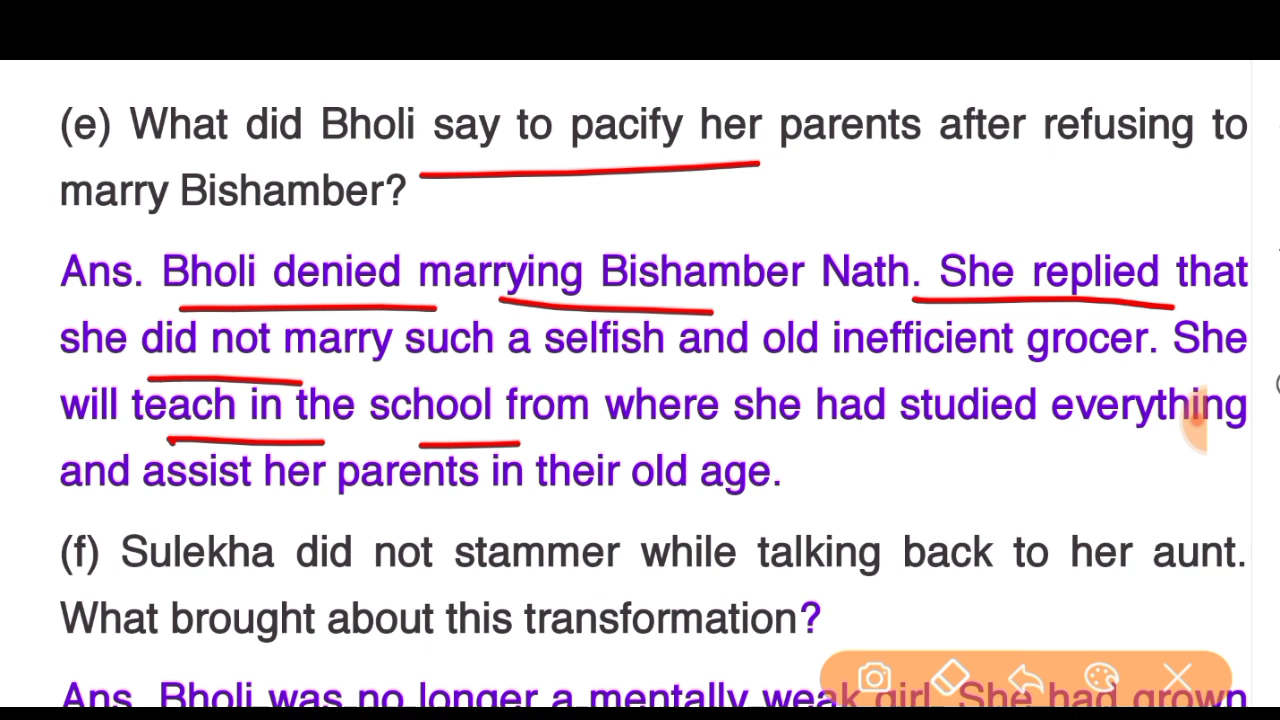 (e) What did Bholi say to pacify her parents after refusing to
marry Bishamber?
Ans. Bholi denied marrying Bishamber Nath. She replied that
she did not marry such a selfish and old inefficient grocer. She
will teach in the school from where she had studied everything
and assist her parents in their old age.
(f) Sulekha did not stammer while talking back to her aunt.
What brought about this transformation?
Ans. Bholi was no longer a mentally weak girl. She had grown